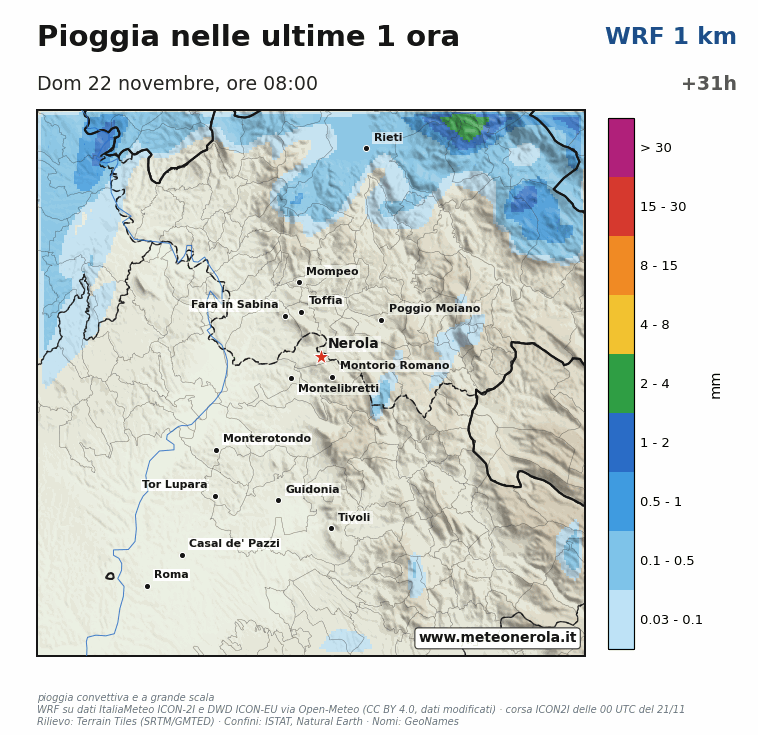 Pioggia nelle ultime 1 ora
WRF 1 km
Dom 22 novembre, ore 08:00
+31h
Rieti
Mompeo
Fara in Sabina
Toffia
Poggio Moiano
Nerola
Montorio Romano
Montelibretti
Monterotondo
Tor Lupara
Guidonia
Tivoli
Casal de' Pazzi
Roma
www.meteonerola.it
> 30
15 - 30
8 - 15
4 - 8
2 - 4
1 - 2
0.5 - 1
0.1 - 0.5
0.03 - 0.1
mm
pioggia convettiva e a grande scala
WRF su dati ItaliaMeteo ICON-2I e DWD ICON-EU via Open-Meteo (CC BY 4.0, dati modificati) · corsa ICON2I delle 00 UTC del 21/11
Rilievo: Terrain Tiles (SRTM/GMTED) · Confini: ISTAT, Natural Earth · Nomi: GeoNames